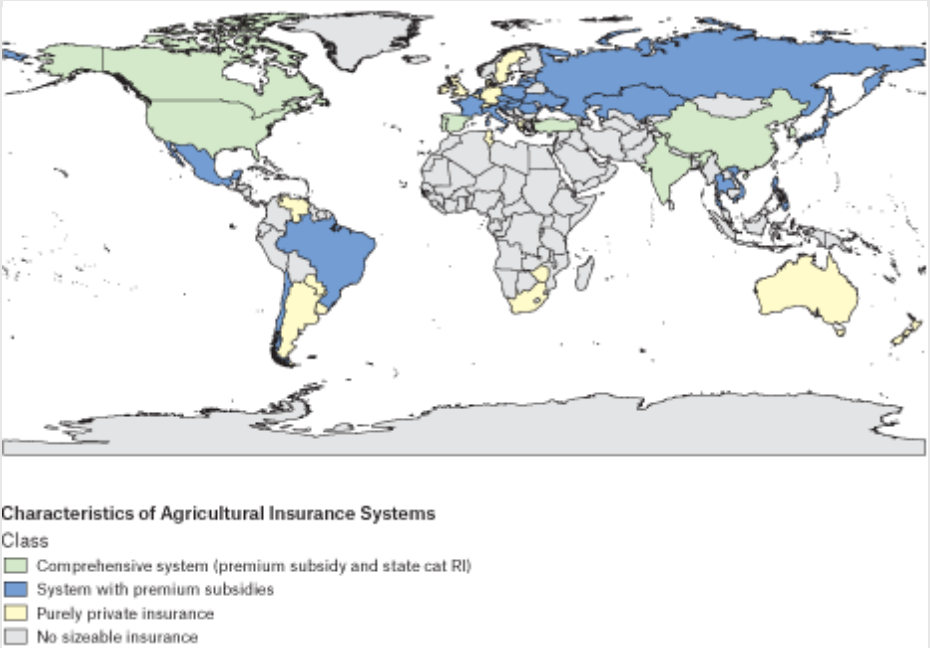 Characteristics of Agricultural Insurance Systems
Class
Comprehensive system (premium subsidy and state cat RI)
System with premium subsidies
Purely private insurance
No sizeable insurance